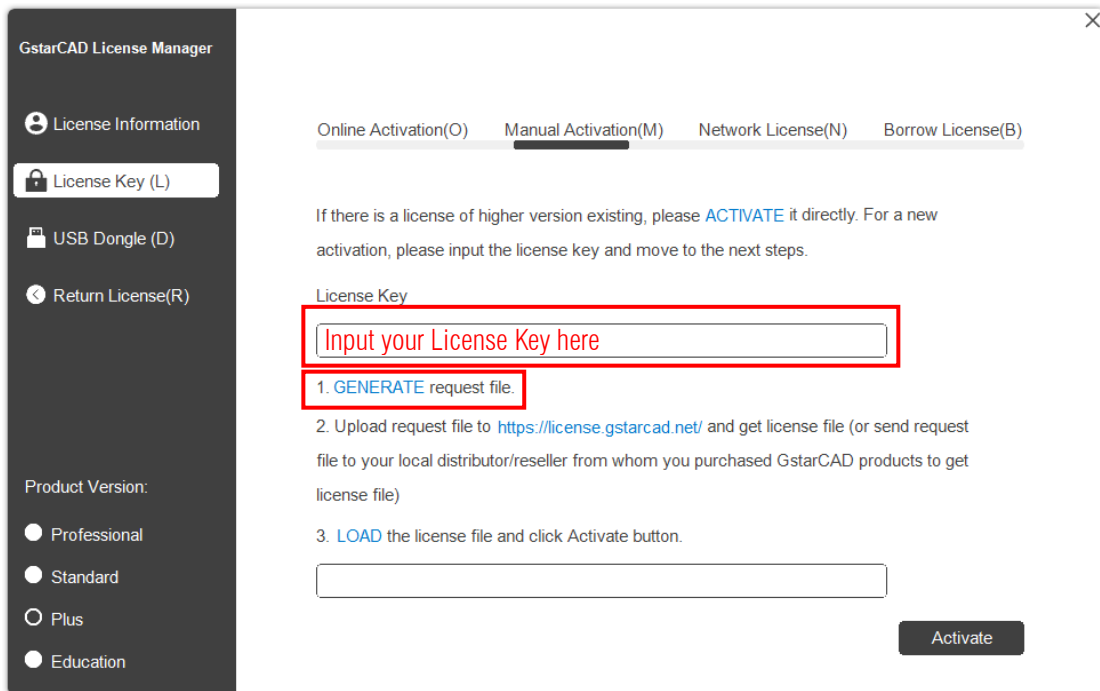 GstarCAD License Manager
License Information
License Key (L)
USB Dongle (D)
Return License(R)
Product Version:
Professional
Standard
Plus
Education
Online Activation(O) Manual Activation(M) Network License(N) Borrow License(B)
If there is a license of higher version existing, please ACTIVATE it directly. For a new
activation, please input the license key and move to the next steps.
License Key
Input your License Key here
1. GENERATE request file.
2. Upload request file to https://license.gstarcad.net/ and get license file (or send request
file to your local distributor/reseller from whom you purchased GstarCAD products to get
license file)
3. LOAD the license file and click Activate button.
Activate